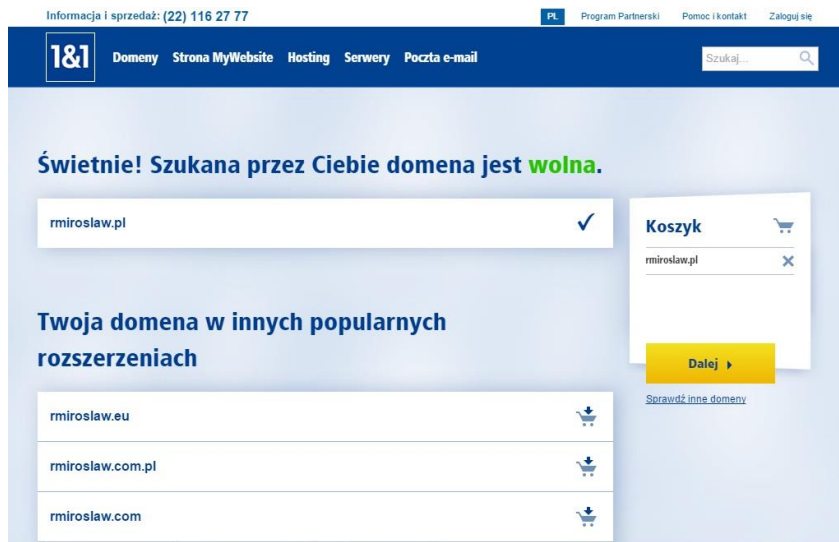 Informacja i sprzedaż: (22) 116 27 77
PL Program Partnerski Pomoc i kontakt Zaloguj się
1&1 Domeny Strona MyWebsite Hosting Serwery Poczta e-mail Szukaj...
Świetnie! Szukana przez Ciebie domena jest wolna.
rmiroslaw.pl
Koszyk
rmiroslaw.pl
Twoja domena w innych popularnych
rozszerzeniach
Dalej
Sprawdź inne domeny
rmiroslaw.eu
rmiroslaw.com.pl
rmiroslaw.com